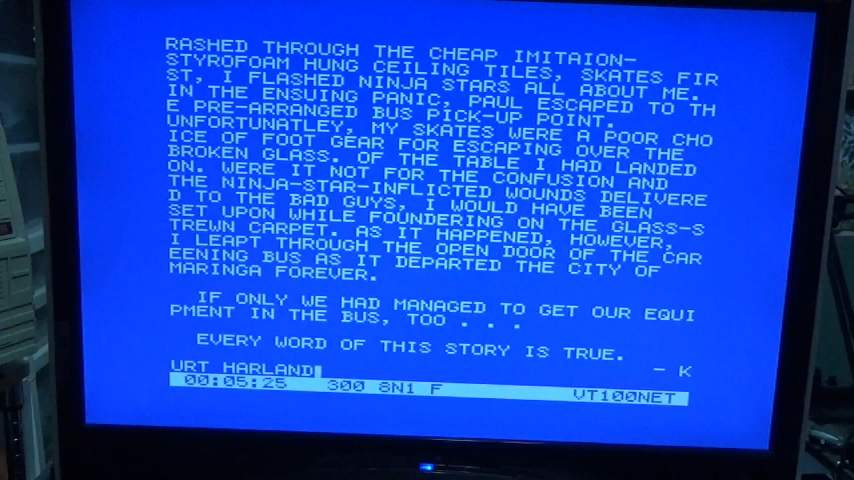 RASHED THROUGH THE CHEAP IMITAION-
STYROFOAM HUNG CEILING TILES, SKATES FIR
ST, I FLASHED NINJA STARS ALL ABOUT ME.
IN THE ENSUING PANIC, PAUL ESCAPED TO TH
E PRE-ARRANGED BUS PICK-UP POINT.
UNFORTUNATLEY, MY SKATES WERE A POOR CHO
ICE OF FOOT GEAR FOR ESCAPING OVER THE
BROKEN GLASS. OF THE TABLE I HAD LANDED
ON. WERE IT NOT FOR THE CONFUSION AND
THE NINJA-STAR-INFLICTED WOUNDS DELIVERE
D TO THE BAD GUYS, I WOULD HAVE BEEN
SET UPON WHILE FOUNDERING ON THE GLASS-S
TREWN CARPET. AS IT HAPPENED, HOWEVER,
I LEAPT THROUGH THE OPEN DOOR OF THE CAR
EENING BUS AS IT DEPARTED THE CITY OF
MARINGA FOREVER.
IF ONLY WE HAD MANAGED TO GET OUR EQUI
PMENT IN THE BUS, TOO . . .
EVERY WORD OF THIS STORY IS TRUE.
- K
URT HARLAND
00:05:25 300 8N1 F VT100NET